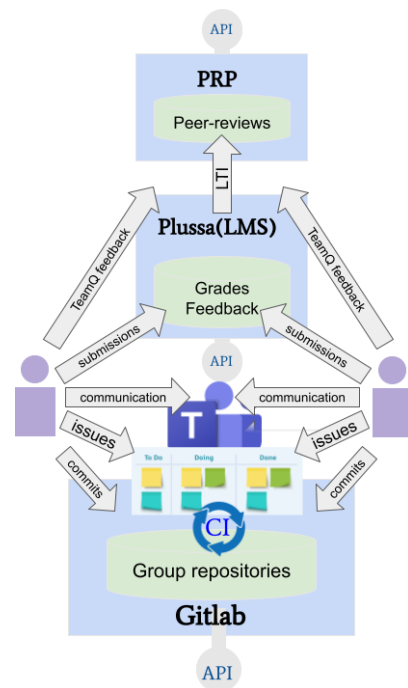 API
PRP
Peer-reviews
LTI
TeamQ feedback
TeamQ feedback
Plussa(LMS)
Grades
Feedback
submissions
submissions
API
communication
communication
T
issues
issues
To Do
Doing
Done
commits
commits
CI
Group repositories
Gitlab
API